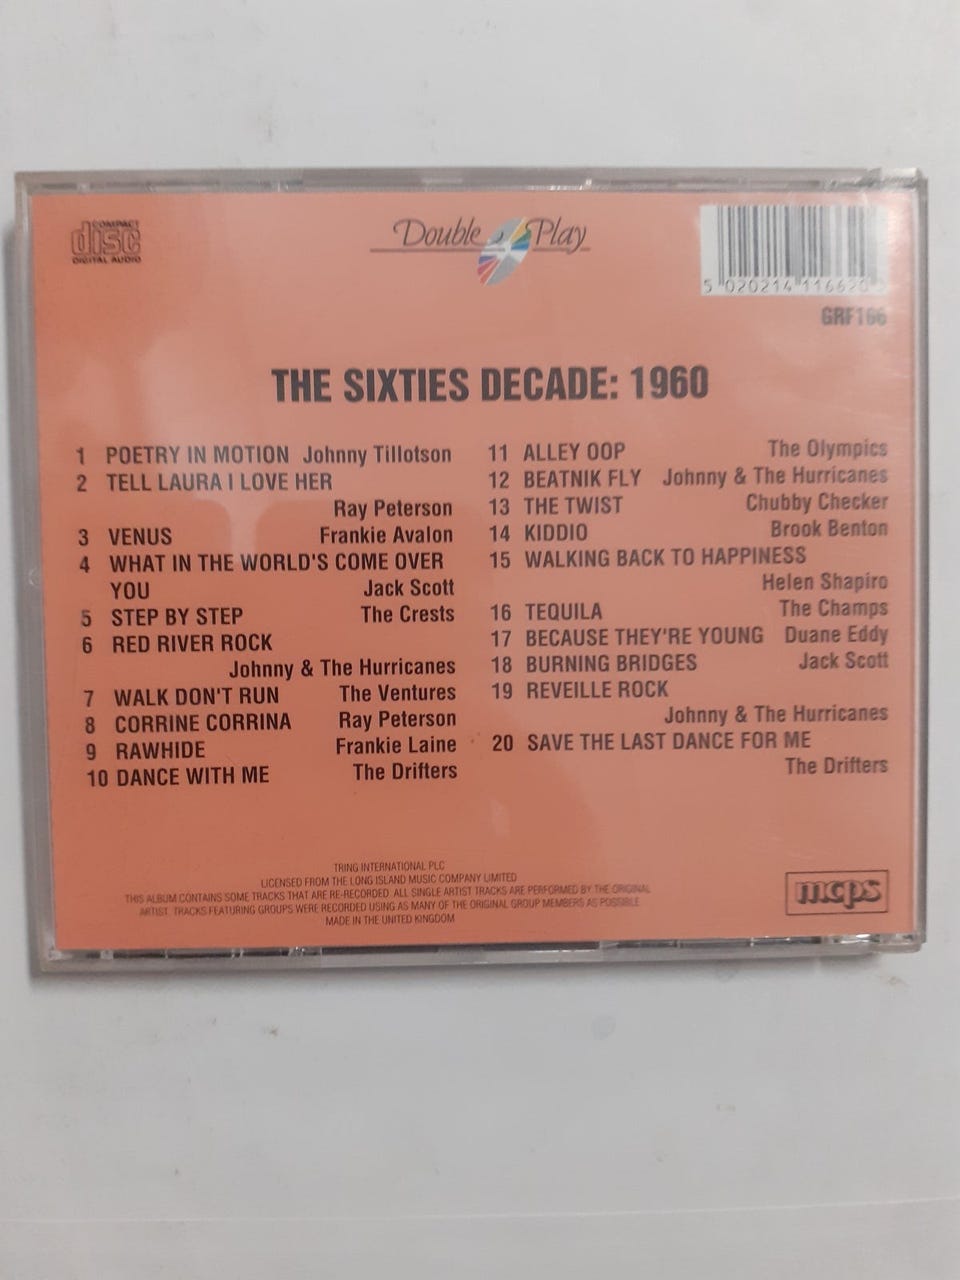 COMPACT
disc
DIGITAL AUDIO
Double Play
5 020214 116620
GRF166
THE SIXTIES DECADE: 1960
1 POETRY IN MOTION Johnny Tillotson
2 TELL LAURA I LOVE HER
Ray Peterson
3 VENUS Frankie Avalon
4 WHAT IN THE WORLD'S COME OVER
YOU Jack Scott
5 STEP BY STEP The Crests
6 RED RIVER ROCK
Johnny & The Hurricanes
7 WALK DON'T RUN The Ventures
8 CORRINE CORRINA Ray Peterson
9 RAWHIDE Frankie Laine
10 DANCE WITH ME The Drifters
11 ALLEY OOP The Olympics
12 BEATNIK FLY Johnny & The Hurricanes
13 THE TWIST Chubby Checker
14 KIDDIO Brook Benton
15 WALKING BACK TO HAPPINESS
Helen Shapiro
16 TEQUILA The Champs
17 BECAUSE THEY'RE YOUNG Duane Eddy
18 BURNING BRIDGES Jack Scott
19 REVEILLE ROCK
Johnny & The Hurricanes
20 SAVE THE LAST DANCE FOR ME
The Drifters
TRING INTERNATIONAL PLC
LICENSED FROM THE LONG ISLAND MUSIC COMPANY LIMITED
THIS ALBUM CONTAINS SOME TRACKS THAT ARE RE-RECORDED. ALL SINGLE ARTIST TRACKS ARE PERFORMED BY THE ORIGINAL
ARTIST. TRACKS FEATURING GROUPS WERE RECORDED USING AS MANY OF THE ORIGINAL GROUP MEMBERS AS POSSIBLE
MADE IN THE UNITED KINGDOM
mcps